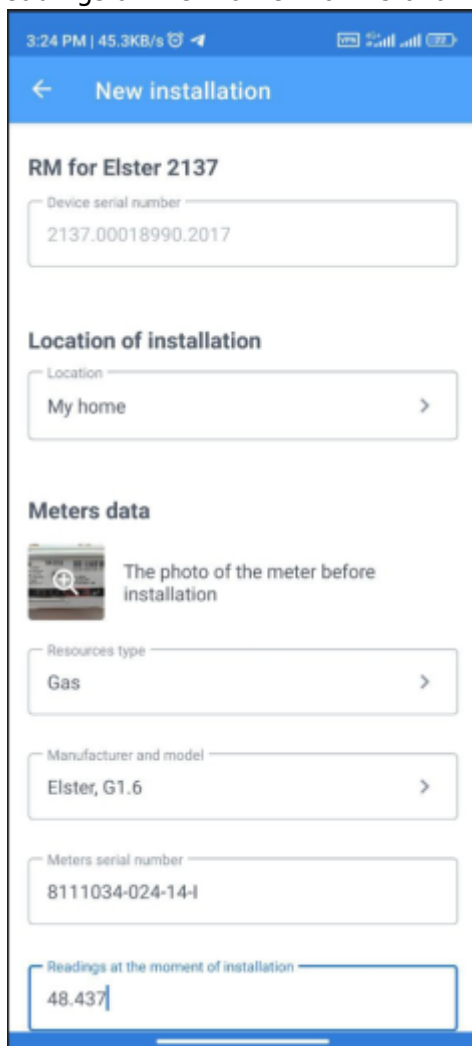 3:24 PM | 45.3KB/s
VPN
New installation
RM for Elster 2137
Device serial number
2137.00018990.2017
Location of installation
Location
My home
Meters data
The photo of the meter before
installation
Resources type
Gas
Manufacturer and model
Elster, G1.6
Meters serial number
8111034-024-14-I
Readings at the moment of installation
48.437